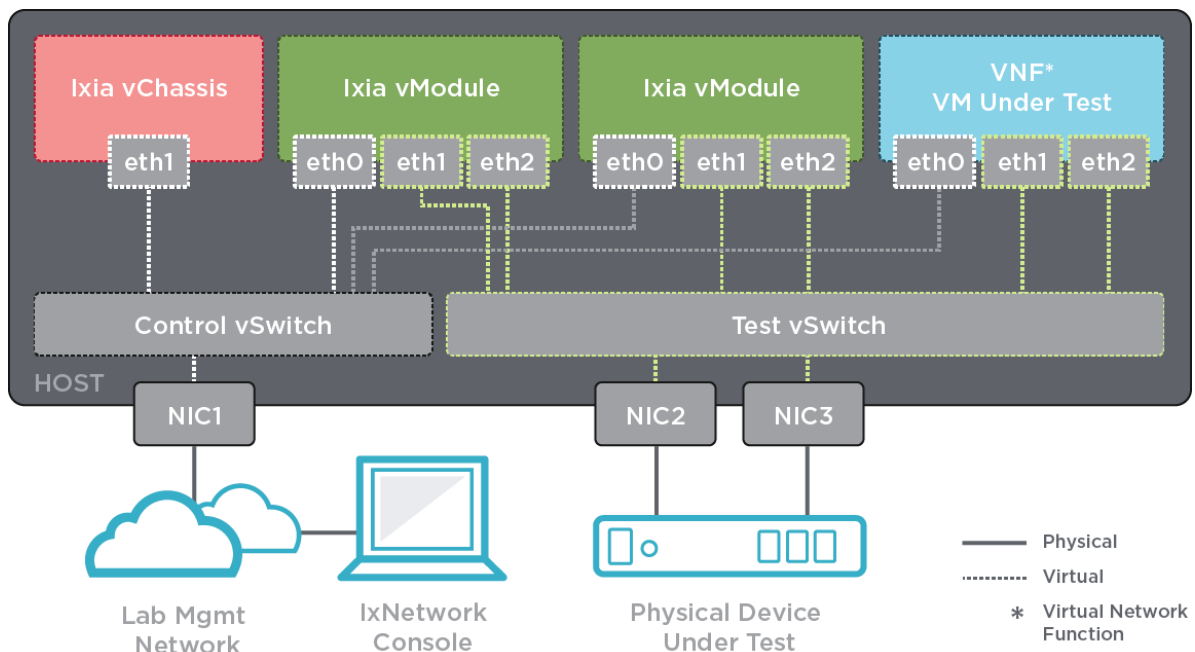 Ixia vChassis
Ixia vModule
Ixia vModule
VNF*
VM Under Test
eth1
eth0
eth1
eth2
eth0
eth1
eth2
eth0
eth1
eth2
Control vSwitch
Test vSwitch
HOST
NIC1
NIC2
NIC3
Lab Mgmt
Network
IxNetwork
Console
Physical Device
Under Test
Physical
Virtual
* Virtual Network
Function